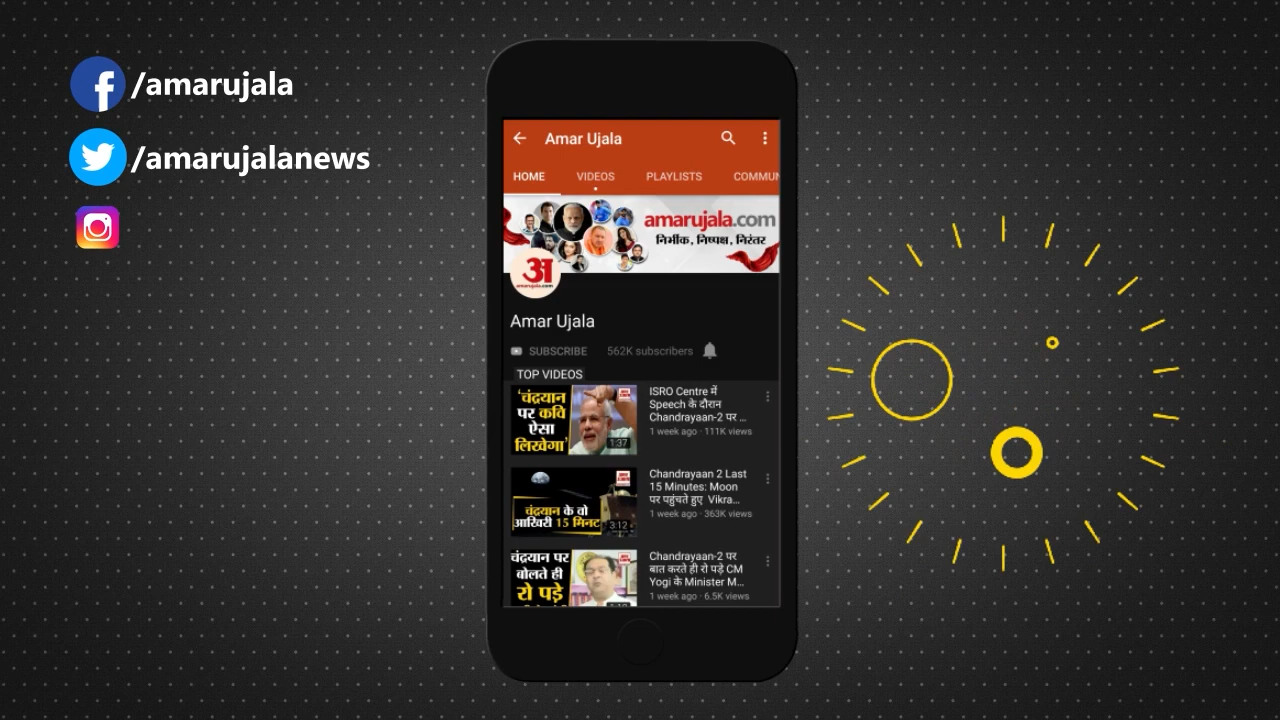 /amarujala
/amarujalanews
Amar Ujala
HOME VIDEOS PLAYLISTS COMMUN
amarujala.com
निर्भीक, निष्पक्ष, निरंतर
अ
amarujala.com
Amar Ujala
SUBSCRIBE 562K subscribers
TOP VIDEOS
'चंद्रयान
पर कवि
ऐसा
लिखेगा'
1:37
ISRO Centre में
Speech के दौरान
Chandrayaan-2 पर ...
1 week ago · 111K views
चंद्रयान के वो
आखिरी 15 मिनट
3:12
Chandrayaan 2 Last
15 Minutes: Moon
पर पहुंचते हुए Vikra...
1 week ago · 363K views
चंद्रयान पर
बोलते ही
रो पड़े
Chandrayaan-2 पर
बात करते ही रो पड़े CM
Yogi के Minister M...
1 week ago · 6.5K views